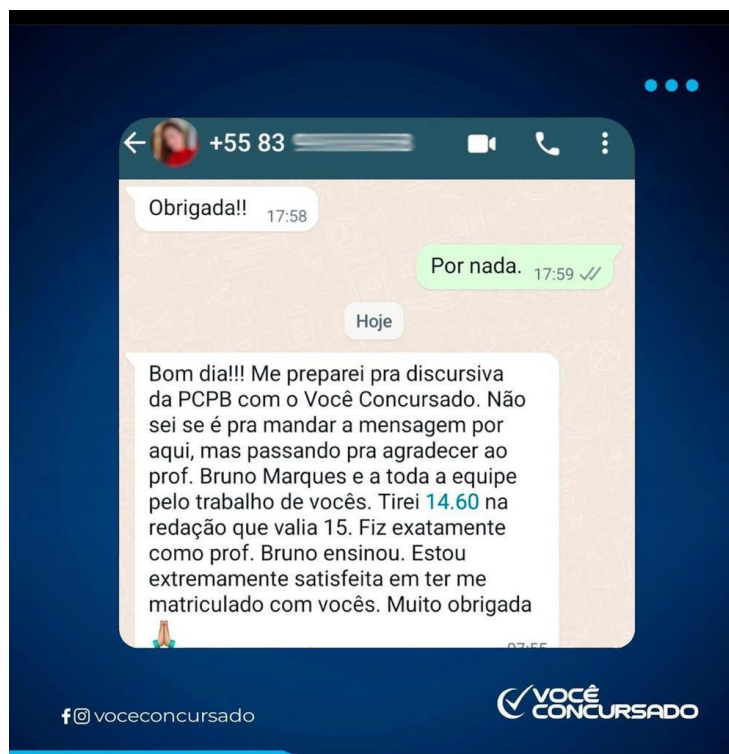 +55 83
Obrigada!! 17:58
Por nada. 17:59
Hoje
Bom dia!!! Me preparei pra discursiva
da PCPB com o Você Concursado. Não
sei se é pra mandar a mensagem por
aqui, mas passando pra agradecer ao
prof. Bruno Marques e a toda a equipe
pelo trabalho de vocês. Tirei 14.60 na
redação que valia 15. Fiz exatamente
como prof. Bruno ensinou. Estou
extremamente satisfeita em ter me
matriculado com vocês. Muito obrigada
voceconcursado
VOCÊ
CONCURSADO